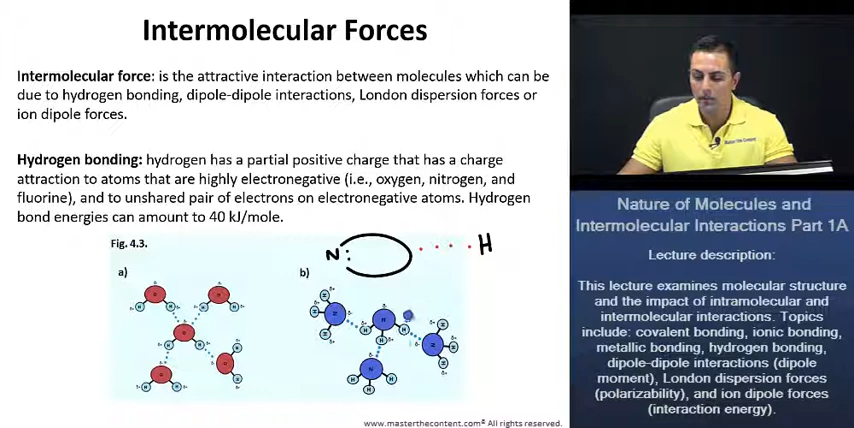 Intermolecular Forces
Intermolecular force: is the attractive interaction between molecules which can be
due to hydrogen bonding, dipole-dipole interactions, London dispersion forces or
ion dipole forces.
Hydrogen bonding: hydrogen has a partial positive charge that has a charge
attraction to atoms that are highly electronegative (i.e., oxygen, nitrogen, and
fluorine), and to unshared pair of electrons on electronegative atoms. Hydrogen
bond energies can amount to 40 kJ/mole.
Fig. 4.3.
N: H
a)
b)
www.masterthecontent.com© All rights reserved.
Nature of Molecules and
Intermolecular Interactions Part 1A
Lecture description:
This lecture examines molecular structure
and the impact of intramolecular and
intermolecular interactions. Topics
include: covalent bonding, ionic bonding,
metallic bonding, hydrogen bonding,
dipole-dipole interactions (dipole
moment), London dispersion forces
(polarizability), and ion dipole forces
(interaction energy).